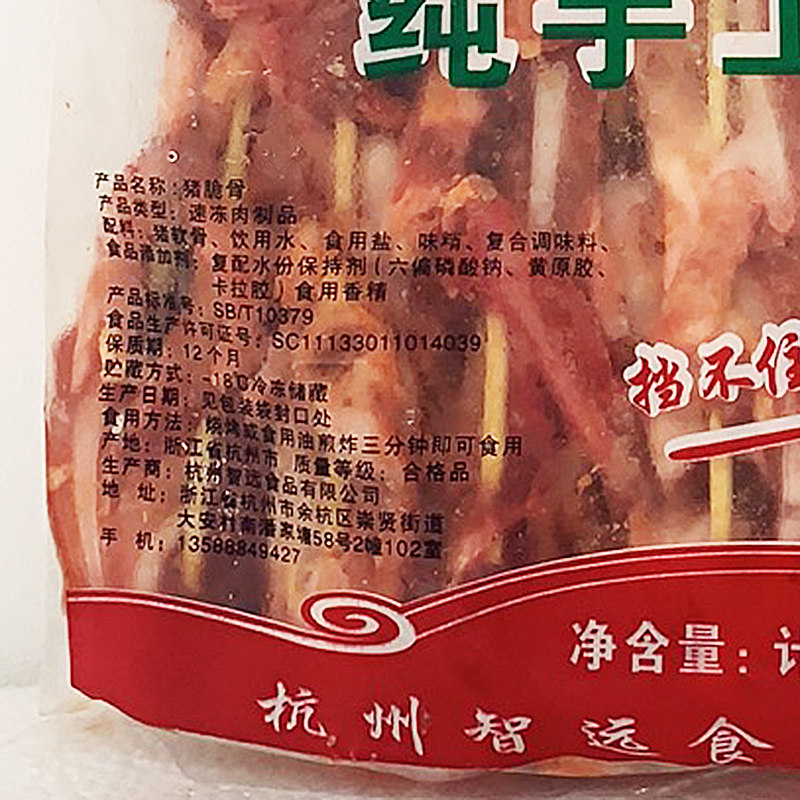 纯手工
产品名称：猪脆骨
产品类型：速冻肉制品
配料：猪软骨、饮用水、食用盐、味精、复合调味料、
食品添加剂：复配水份保持剂（六偏磷酸钠、黄原胶、
卡拉胶）食用香精
产品标准号：SB/T10379
食品生产许可证号：SC11133011014039
保质期：12个月
贮藏方式：-18℃冷冻储藏
生产日期：见包装袋封口处
食用方法：烧烤或食用油煎炸三分钟即可食用
产地：浙江省杭州市 质量等级：合格品
生产商：杭州智远食品有限公司
地 址：浙江省杭州市余杭区崇贤街道
大安村南潘家塘58号2幢102室
手 机：13588849427
挡不住
净含量：计
杭州智远食